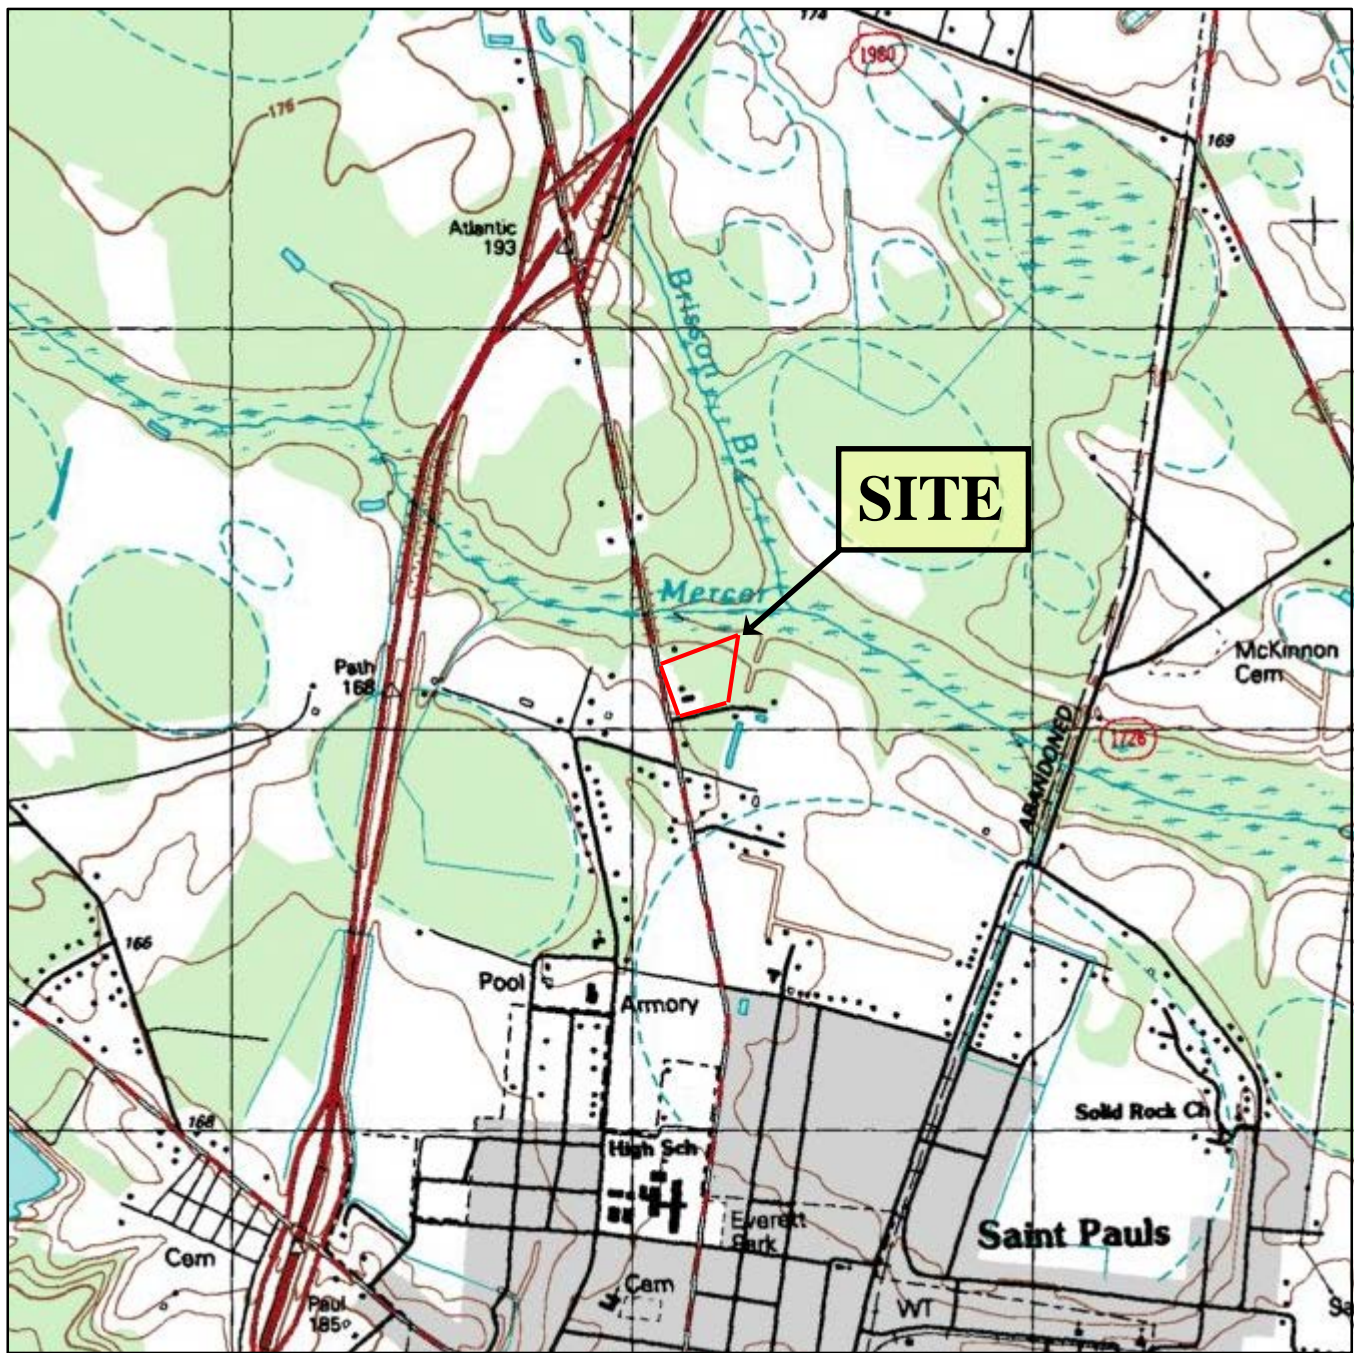 174
1980
176
169
Atlantic
193
Brisson Br
SITE
Mercer
McKinnon
Cem
Path
168
1726
ABANDONED
166
Pool
Armory
168
Solid Rock Ch
High Sch
Everett
Park
Saint Pauls
Cem
Cem
Paul
185
WT
Sa